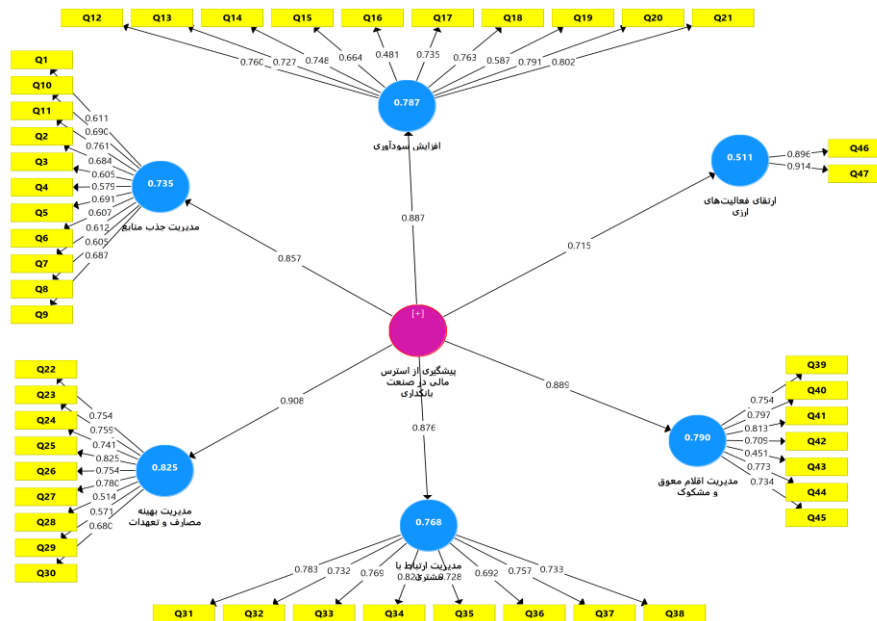 Q12 Q13 Q14 Q15 Q16 Q17 Q18 Q19 Q20 Q21
0.760 0.727 0.748 0.664 0.481 0.735 0.763 0.587 0.791 0.802
0.787
افزایش سودآوری
Q1
Q10
Q11
Q2
Q3
Q4
Q5
Q6
Q7
Q8
Q9
0.611
0.690
0.761
0.684
0.605
0.579
0.691
0.607
0.612
0.605
0.687
0.735
مدیریت جذب منابع
0.511
ارتقای فعالیت‌های
ارزی
0.896
0.914
Q46
Q47
0.887
0.857
0.715
[+]
پیشگیری از استرس
مالی در صنعت
بانکداری
0.908
0.876
0.889
Q22
Q23
Q24
Q25
Q26
Q27
Q28
Q29
Q30
0.754
0.759
0.741
0.825
0.754
0.780
0.514
0.571
0.680
0.825
مدیریت بهینه
مصارف و تعهدات
0.790
مدیریت اقلام معوق
و مشکوک
0.754
0.797
0.813
0.709
0.451
0.773
0.734
Q39
Q40
Q41
Q42
Q43
Q44
Q45
0.768
مدیریت ارتباط با
مشتری
0.783 0.732 0.769 0.728 0.692 0.757 0.733
Q31 Q32 Q33 Q34 Q35 Q36 Q37 Q38